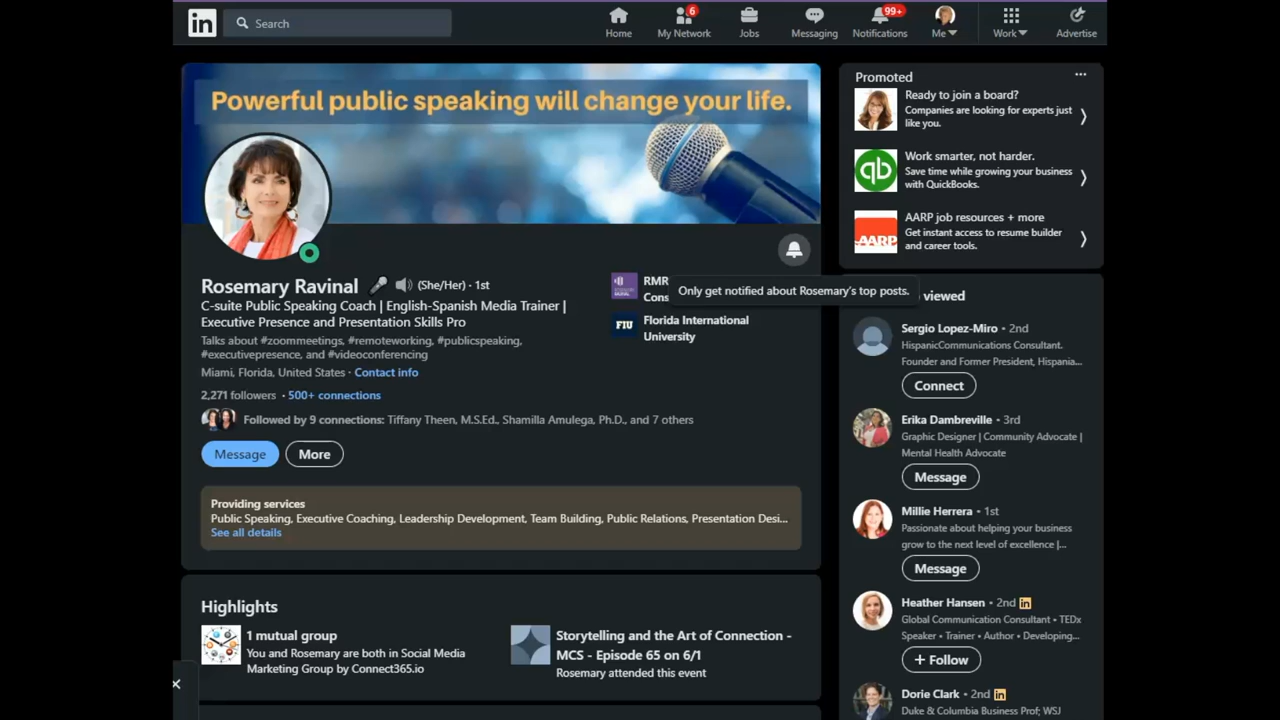 in
Search
Home
6
My Network
Jobs
Messaging
99+
Notifications
Me
Work
Advertise
Powerful public speaking will change your life.
Rosemary Ravinal (She/Her) · 1st
C-suite Public Speaking Coach | English-Spanish Media Trainer |
Executive Presence and Presentation Skills Pro
Talks about #zoommeetings, #remoteworking, #publicspeaking,
#executivepresence, and #videoconferencing
Miami, Florida, United States · Contact info
2,271 followers · 500+ connections
Followed by 9 connections: Tiffany Theen, M.S.Ed., Shamilla Amulega, Ph.D., and 7 others
Message
More
RMR
Cons
Only get notified about Rosemary's top posts.
FIU
Florida International
University
Providing services
Public Speaking, Executive Coaching, Leadership Development, Team Building, Public Relations, Presentation Desi...
See all details
Highlights
1 mutual group
You and Rosemary are both in Social Media
Marketing Group by Connect365.io
Storytelling and the Art of Connection -
MCS - Episode 65 on 6/1
Rosemary attended this event
Promoted
Ready to join a board?
Companies are looking for experts just
like you.
qb
Work smarter, not harder.
Save time while growing your business
with QuickBooks.
AARP
AARP job resources + more
Get instant access to resume builder
and career tools.
viewed
Sergio Lopez-Miro · 2nd
HispanicCommunications Consultant.
Founder and Former President, Hispania...
Connect
Erika Dambreville · 3rd
Graphic Designer | Community Advocate |
Mental Health Advocate
Message
Millie Herrera · 1st
Passionate about helping your business
grow to the next level of excellence |...
Message
Heather Hansen · 2nd in
Global Communication Consultant · TEDx
Speaker · Trainer · Author · Developing...
+ Follow
Dorie Clark · 2nd in
Duke & Columbia Business Prof; WSJ